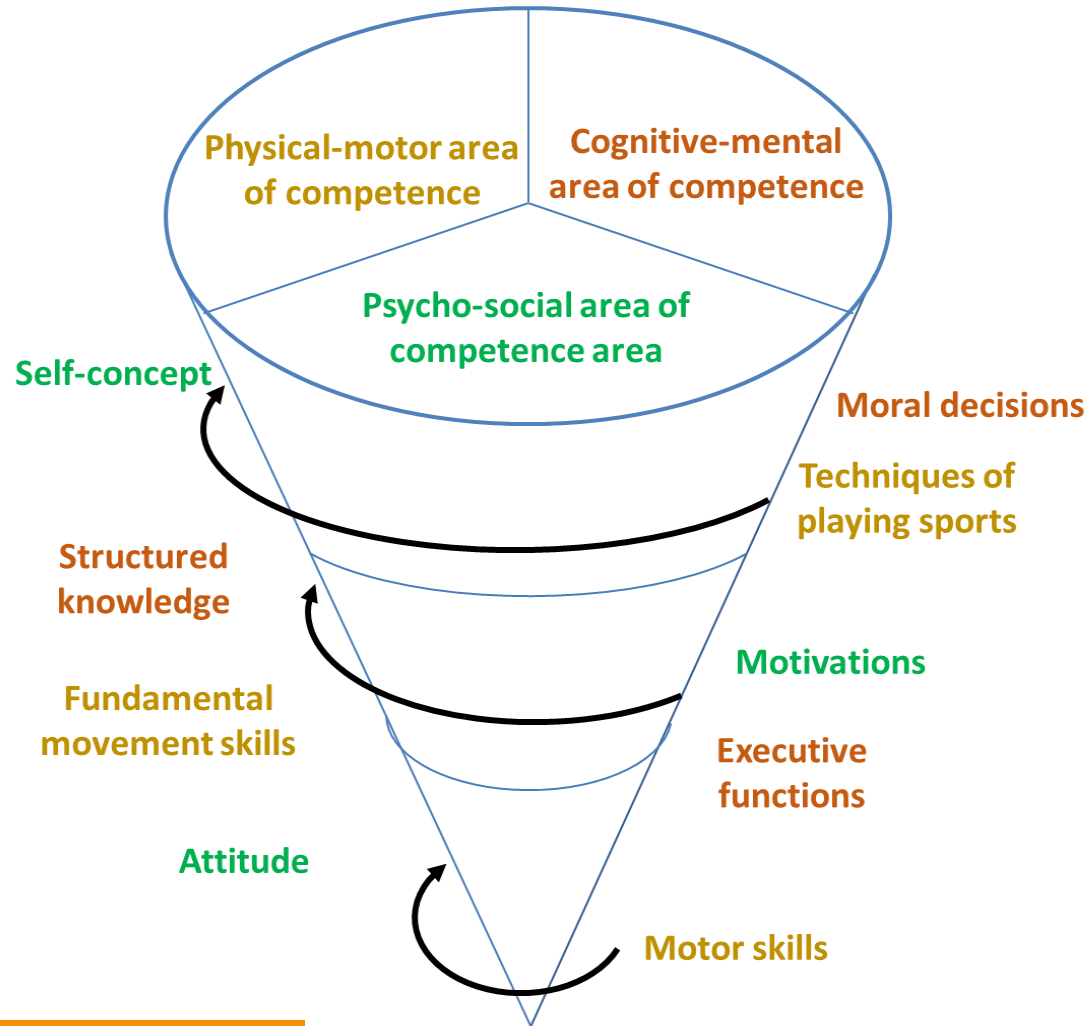 Physical-motor area
of competence
Cognitive-mental
area of competence
Psycho-social area of
competence area
Self-concept
Moral decisions
Techniques of
playing sports
Structured
knowledge
Motivations
Fundamental
movement skills
Executive
functions
Attitude
Motor skills